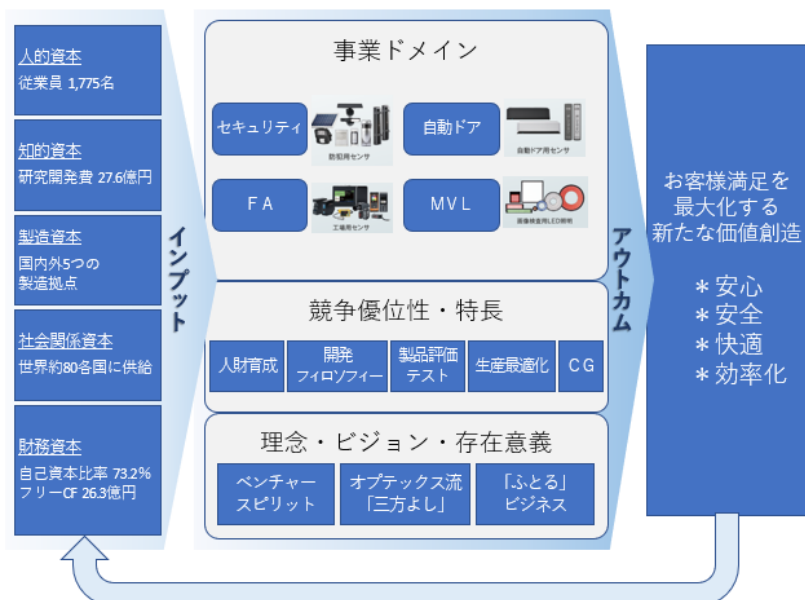 人的資本
従業員 1,775名
知的資本
研究開発費 27.6億円
製造資本
国内外5つの
製造拠点
社会関係資本
世界約80各国に供給
財務資本
自己資本比率 73.2%
フリーCF 26.3億円
インプット
事業ドメイン
セキュリティ
防犯用センサ
自動ドア
自動ドア用センサ
FA
工場用センサ
MVL
画像検査用LED照明
競争優位性・特長
人財育成
開発
フィロソフィー
製品評価
テスト
生産最適化
CG
理念・ビジョン・存在意義
ベンチャー
スピリット
オプテックス流
「三方よし」
「ふとる」
ビジネス
アウトカム
お客様満足を
最大化する
新たな価値創造
＊安心
＊安全
＊快適
＊効率化